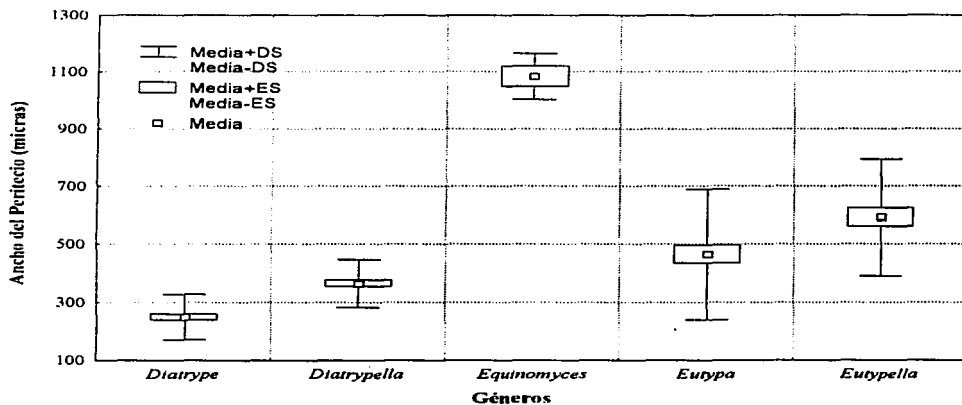 1300
1100
900
700
500
300
100
Ancho del Peritecio (micras)
Media+DS
Media-DS
Media+ES
Media-ES
Media
Diatrype
Diatrypella
Equinomyces
Eutypa
Eutypella
Géneros